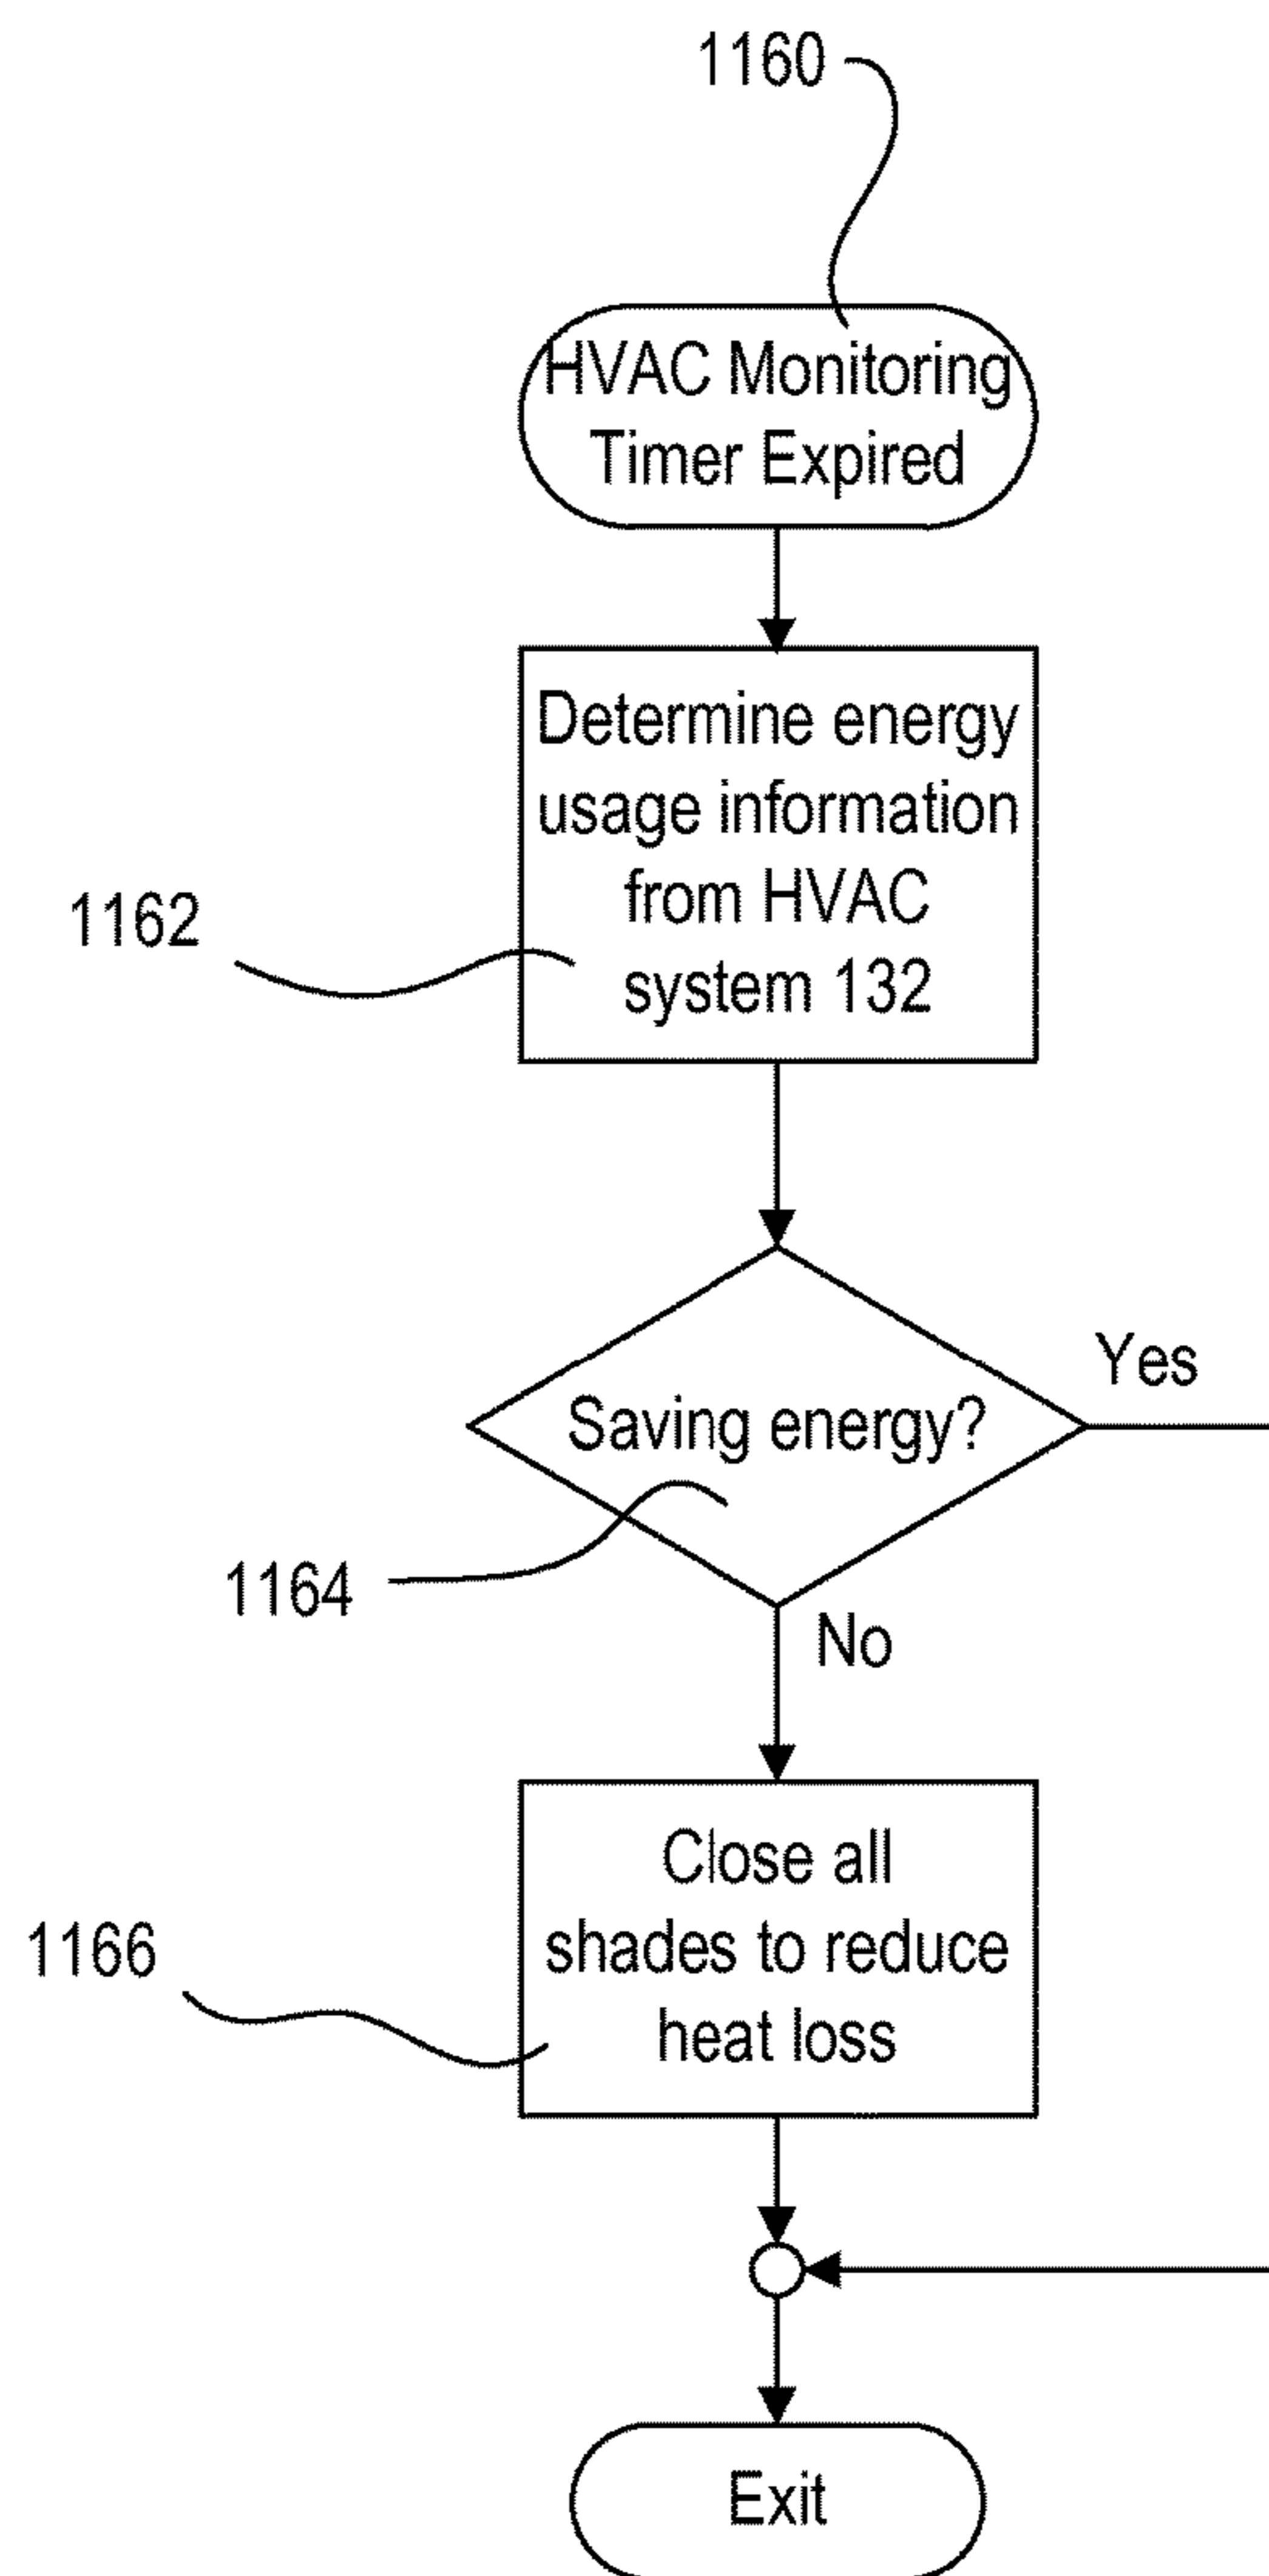 1160
HVAC Monitoring
Timer Expired
Determine energy
usage information
from HVAC
system 132
1162
Yes
Saving energy?
1164
No
Close all
shades to reduce
heat loss
1166
Exit